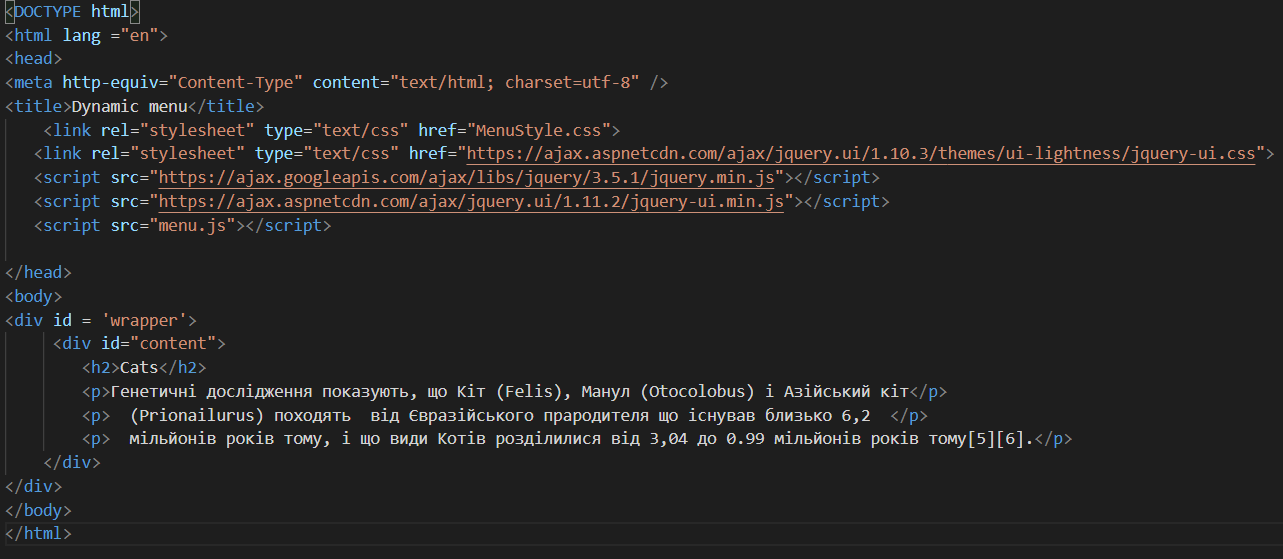 <DOCTYPE html>
<html lang ="en">
<head>
<meta http-equiv="Content-Type" content="text/html; charset=utf-8" />
<title>Dynamic menu</title>
<link rel="stylesheet" type="text/css" href="MenuStyle.css">
<link rel="stylesheet" type="text/css" href="https://ajax.aspnetcdn.com/ajax/jquery.ui/1.10.3/themes/ui-lightness/jquery-ui.css">
<script src="https://ajax.googleapis.com/ajax/libs/jquery/3.5.1/jquery.min.js"></script>
<script src="https://ajax.aspnetcdn.com/ajax/jquery.ui/1.11.2/jquery-ui.min.js"></script>
<script src="menu.js"></script>
</head>
<body>
<div id = 'wrapper'>
<div id="content">
<h2>Cats</h2>
<p>Генетичні дослідження показують, що Кіт (Felis), Манул (Otocolobus) і Азійський кіт</p>
<p>  (Prionailurus) походять  від Євразійського прародителя що існував близько 6,2  </p>
<p>  мільйонів років тому, і що види Котів розділилися від 3,04 до 0.99 мільйонів років тому[5][6].</p>
</div>
</div>
</body>
</html>